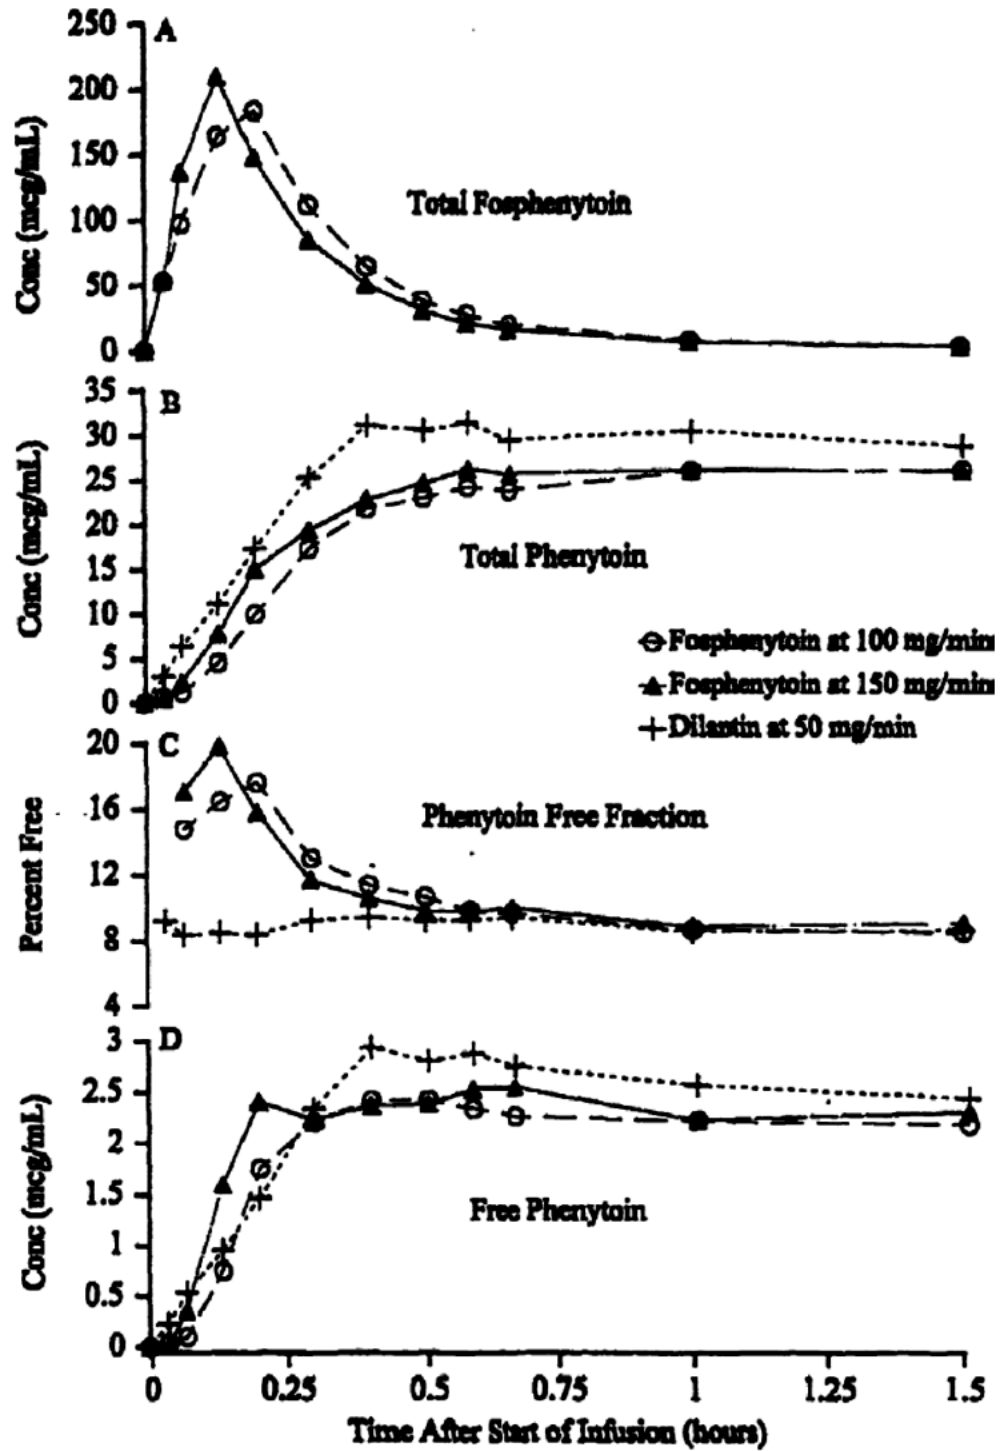 250
A
200
150
100
50
0
Conc (mcg/mL)
Total Fosphenytoin
35
B
30
25
20
15
10
5
0
Conc (mcg/mL)
Total Phenytoin
Fosphenytoin at 100 mg/min
Fosphenytoin at 150 mg/min
Dilantin at 50 mg/min
20
C
16
12
8
4
Percent Free
Phenytoin Free Fraction
3
D
2.5
2
1.5
1
0.5
0
Conc (mcg/mL)
Free Phenytoin
0 0.25 0.5 0.75 1 1.25 1.5
Time After Start of Infusion (hours)